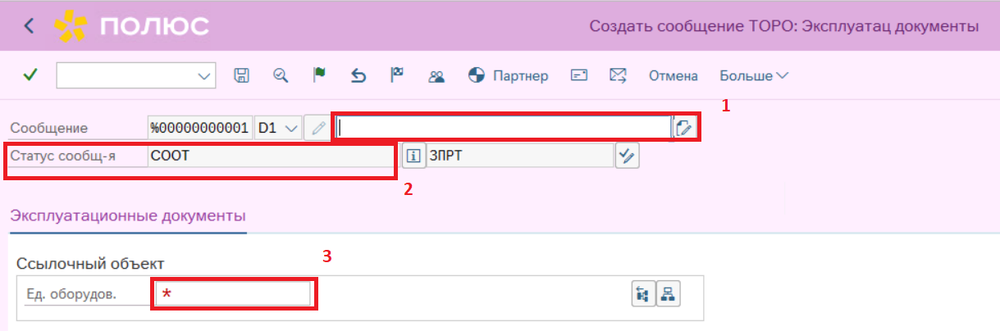 ПОЛЮС Создать сообщение ТОРО: Эксплуатац документы
Партнер Отмена Больше
1
Сообщение %00000000001 D1
Статус сообщ-я СООТ ЗПРТ
2
Эксплуатационные документы
3
Ссылочный объект
Ед. оборудов. *